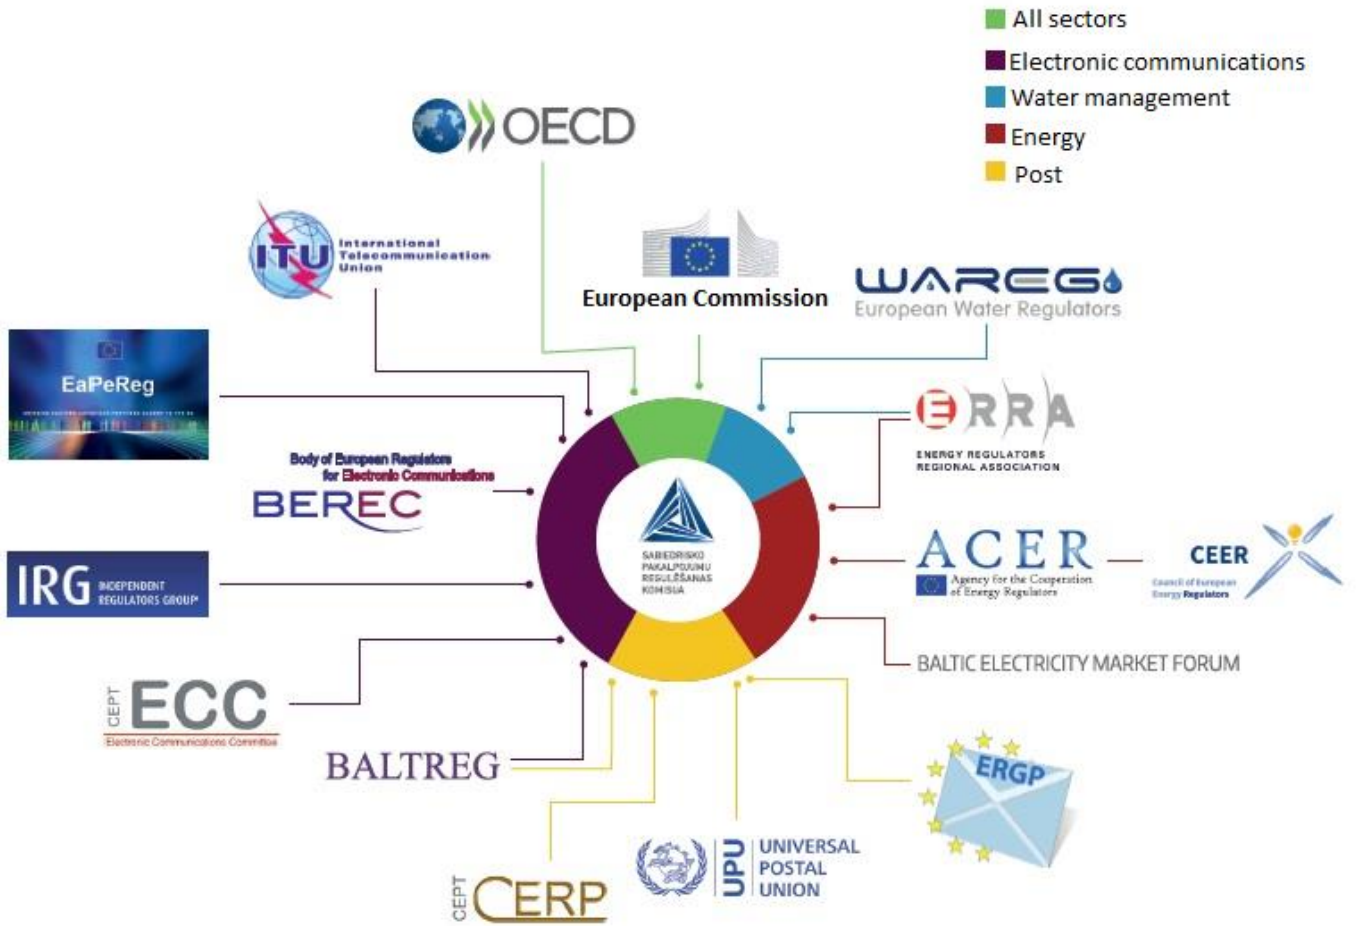 All sectors
Electronic communications
Water management
Energy
Post
OECD
ITU
International
Telecommunication
Union
European Commission
WAREG
European Water Regulators
EaPeReg
ERRA
ENERGY REGULATORS
REGIONAL ASSOCIATION
Body of European Regulators
for Electronic Communications
BEREC
SABIEDRISKO
PAKALPOJUMU
REGULĒŠANAS
KOMISIJA
ACER
Agency for the Cooperation
of Energy Regulators
CEER
Council of European
Energy Regulators
IRG
INDEPENDENT
REGULATORS GROUP
BALTIC ELECTRICITY MARKET FORUM
CEPT
ECC
Electronic Communications Committee
BALTREG
ERGP
CEPT
CERP
UPU
UNIVERSAL
POSTAL
UNION